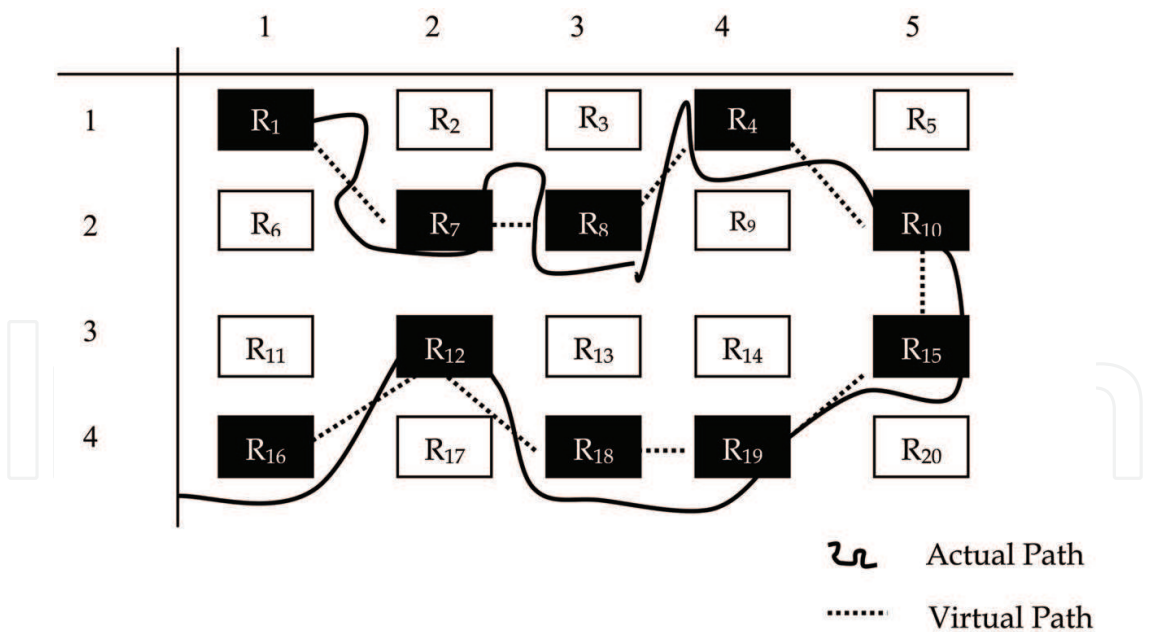 1 2 3 4 5
1 R₁ R₂ R₃ R₄ R₅
2 R₆ R₇ R₈ R₉ R₁₀
3 R₁₁ R₁₂ R₁₃ R₁₄ R₁₅
4 R₁₆ R₁₇ R₁₈ R₁₉ R₂₀
Actual Path
Virtual Path